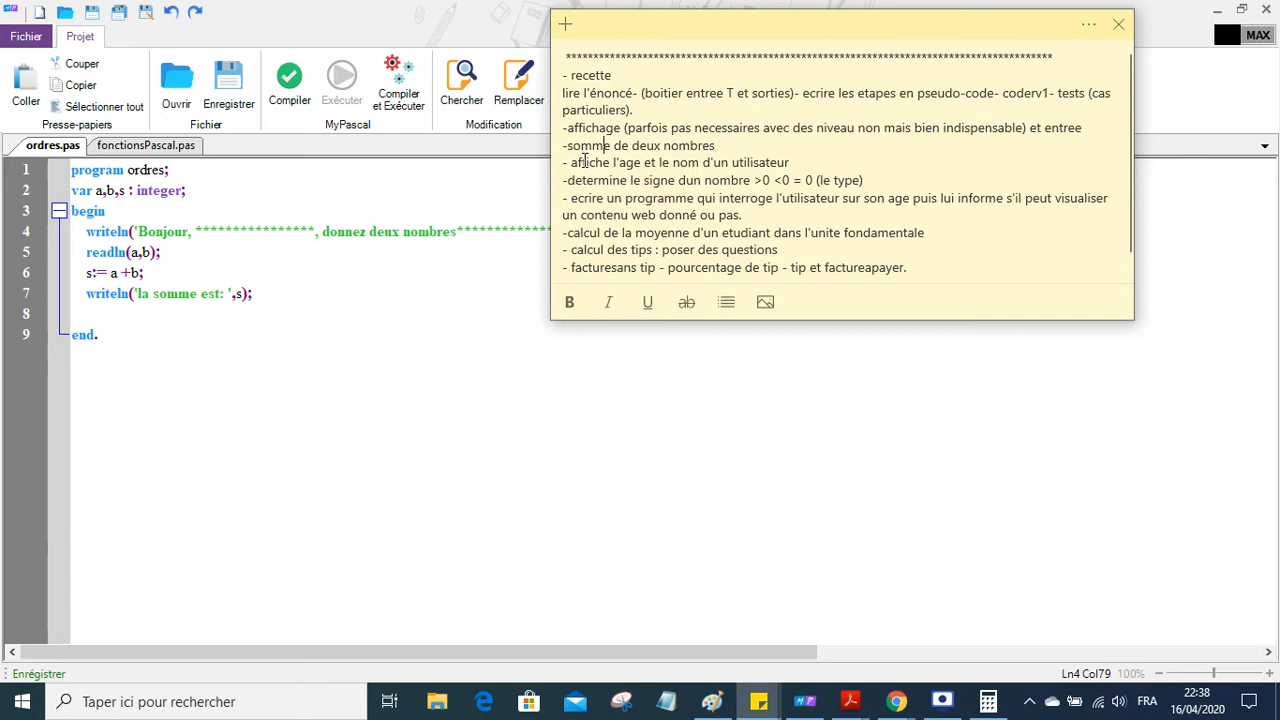 Fichier
Projet
MAX
Coller
Couper
Copier
Sélectionner tout
Presse-papiers
Ouvrir
Enregistrer
Fichier
Compiler
Exécuter
Compiler
et Exécuter
MyPascal
Chercher
Remplacer
Modification
ordres.pas
fonctionsPascal.pas
1 program ordres;
2 var a,b,s : integer;
3 begin
4 writeln('Bonjour, ****************, donnez deux nombres*************
5 readln(a,b);
6 s:= a +b;
7 writeln('la somme est: ',s);
8
9 end.
******************************************************************************************
- recette
lire l'énoncé- (boitier entree T et sorties)- ecrire les etapes en pseudo-code- coderv1- tests (cas
particuliers).
-affichage (parfois pas necessaires avec des niveau non mais bien indispensable) et entree
-somme de deux nombres
- affiche l'age et le nom d'un utilisateur
-determine le signe dun nombre >0 <0 = 0 (le type)
- ecrire un programme qui interroge l'utilisateur sur son age puis lui informe s'il peut visualiser
un contenu web donné ou pas.
-calcul de la moyenne d'un etudiant dans l'unite fondamentale
- calcul des tips : poser des questions
- facturesans tip - pourcentage de tip - tip et factureapayer.
B I U ab
Enrégistrer
Ln4 Col79 100%
Taper ici pour rechercher
FRA
22:38
16/04/2020